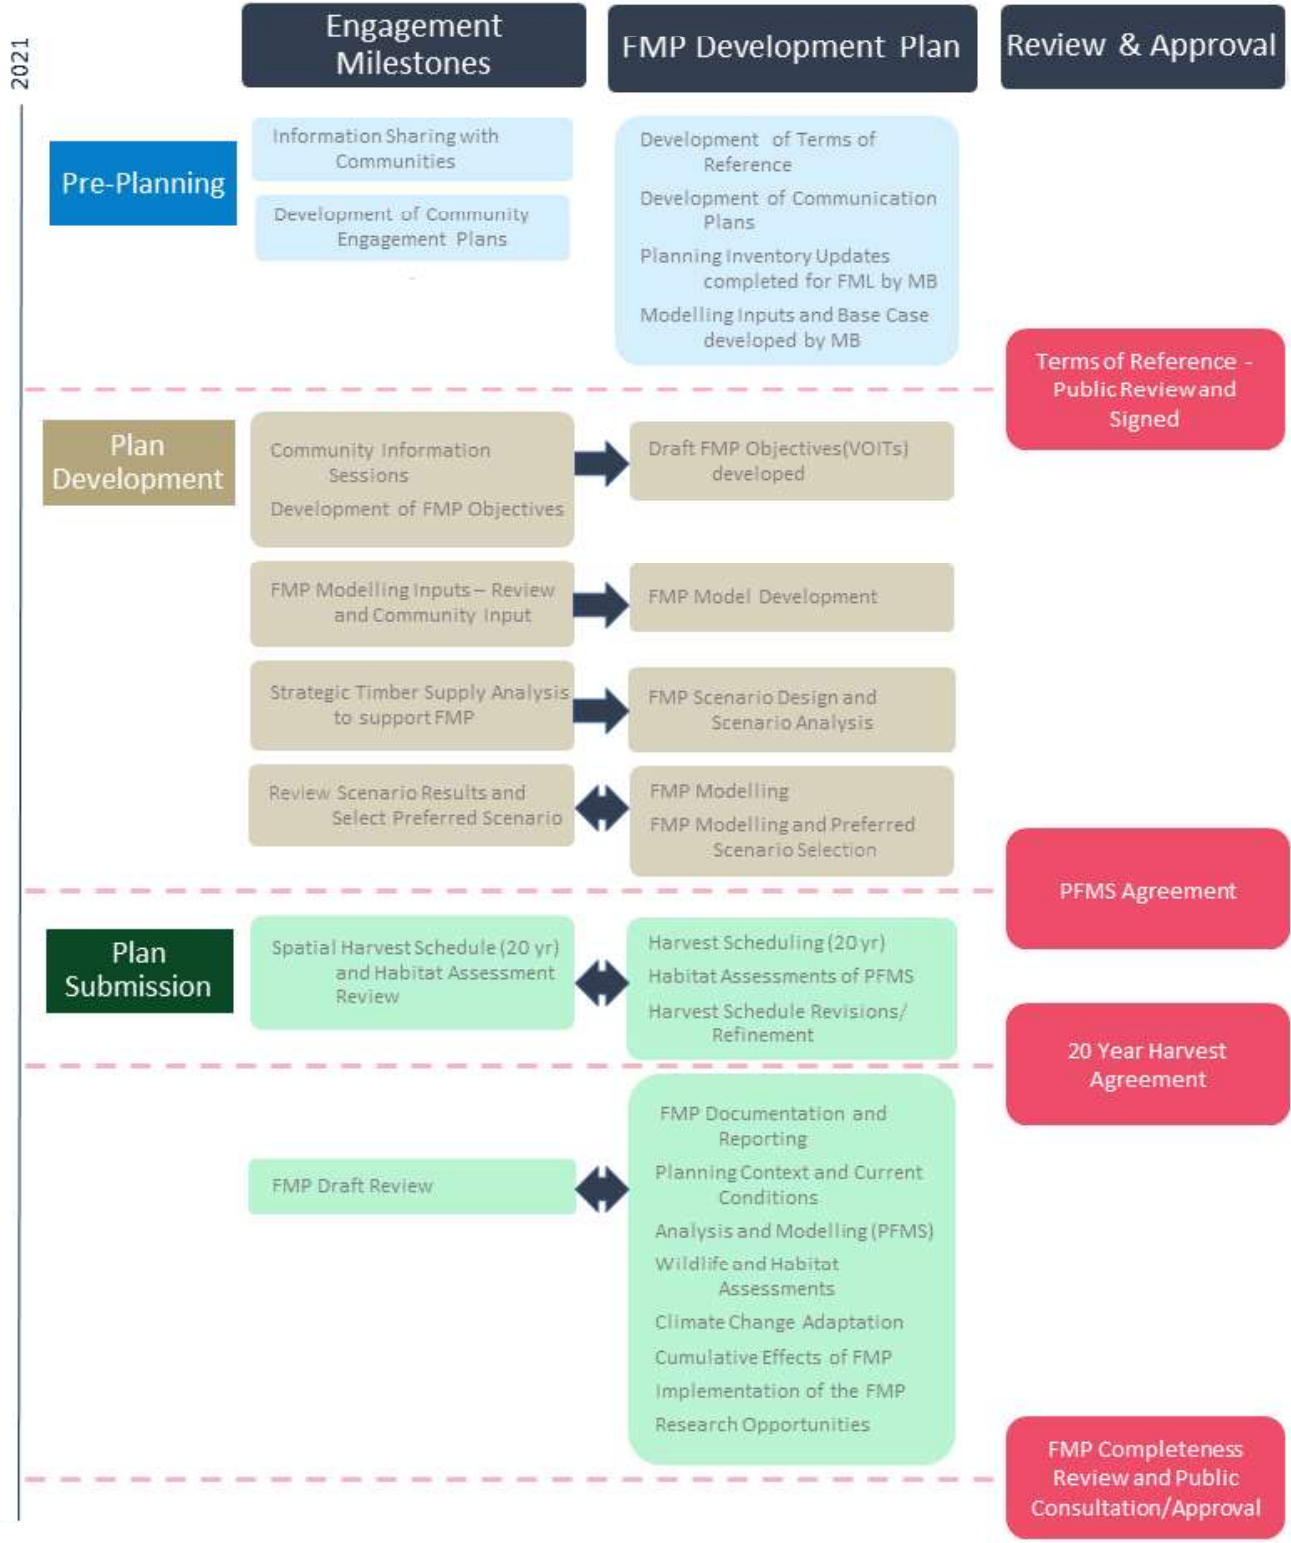 2021
Engagement
Milestones
FMP Development Plan
Review & Approval
Pre-Planning
Information Sharing with
Communities
Development of Community
Engagement Plans
Development of Terms of
Reference
Development of Communication
Plans
Planning Inventory Updates
completed for FML by MB
Modelling Inputs and Base Case
developed by MB
Terms of Reference -
Public Review and
Signed
Plan
Development
Community Information
Sessions
Development of FMP Objectives
Draft FMP Objectives(VOITs)
developed
FMP Modelling Inputs – Review
and Community Input
FMP Model Development
Strategic Timber Supply Analysis
to support FMP
FMP Scenario Design and
Scenario Analysis
Review Scenario Results and
Select Preferred Scenario
FMP Modelling
FMP Modelling and Preferred
Scenario Selection
PFMS Agreement
Plan
Submission
Spatial Harvest Schedule (20 yr)
and Habitat Assessment
Review
Harvest Scheduling (20 yr)
Habitat Assessments of PFMS
Harvest Schedule Revisions/
Refinement
20 Year Harvest
Agreement
FMP Draft Review
FMP Documentation and
Reporting
Planning Context and Current
Conditions
Analysis and Modelling (PFMS)
Wildlife and Habitat
Assessments
Climate Change Adaptation
Cumulative Effects of FMP
Implementation of the FMP
Research Opportunities
FMP Completeness
Review and Public
Consultation/Approval